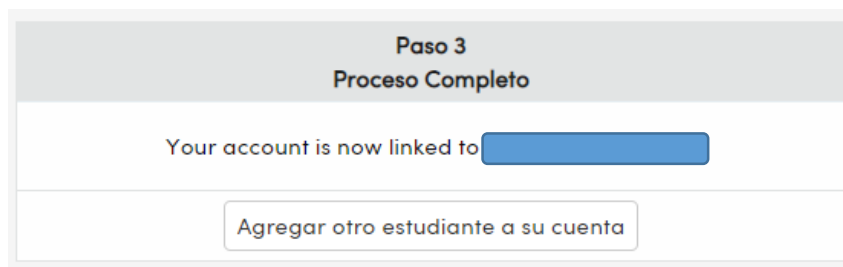 Paso 3
Proceso Completo
Your account is now linked to
Agregar otro estudiante a su cuenta